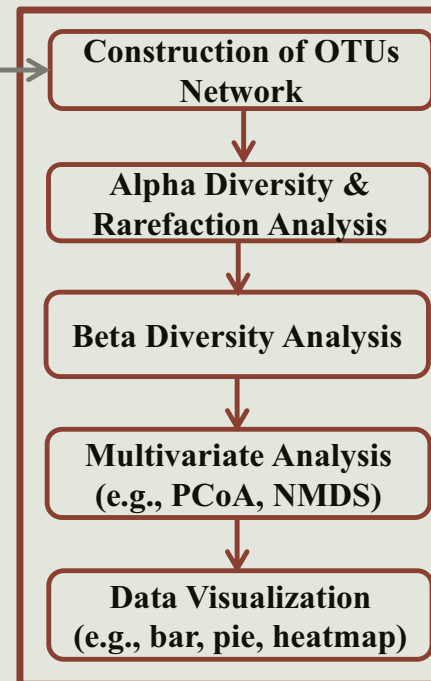 Construction of OTUs
Network
Alpha Diversity &
Rarefaction Analysis
Beta Diversity Analysis
Multivariate Analysis
(e.g., PCoA, NMDS)
Data Visualization
(e.g., bar, pie, heatmap)